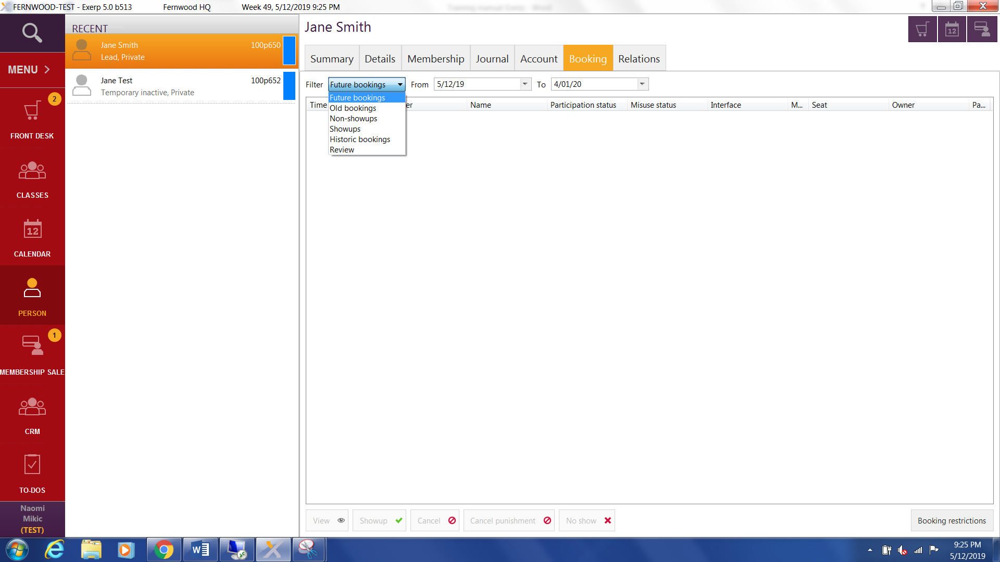 FERNWOOD-TEST - Exerp 5.0 b513 Fernwood HQ Week 49, 5/12/2019 9:25 PM
MENU
2
FRONT DESK
CLASSES
12
CALENDAR
PERSON
1
MEMBERSHIP SALE
CRM
TO-DOS
Naomi
Mikic
(TEST)
RECENT
Jane Smith 100p650
Lead, Private
Jane Test 100p652
Temporary inactive, Private
Jane Smith
12
Summary Details Membership Journal Account Booking Relations
Filter Future bookings From 5/12/19 To 4/01/20
Future bookings
Old bookings
Non-showups
Showups
Historic bookings
Review
Time er Name Participation status Misuse status Interface M... Seat Owner Pa...
View Showup Cancel Cancel punishment No show Booking restrictions
9:25 PM
5/12/2019